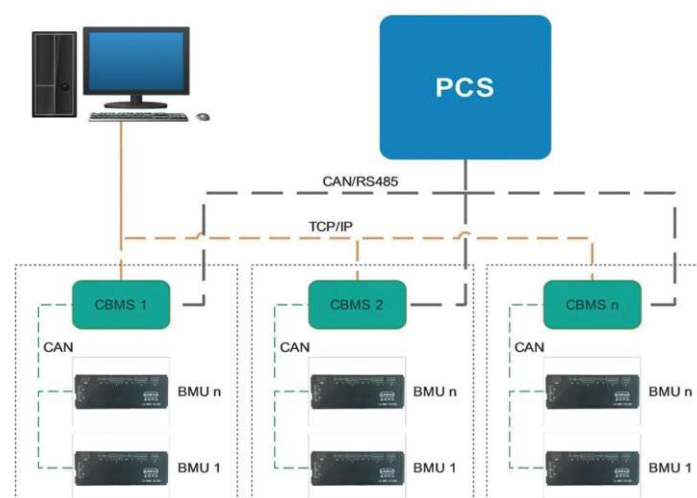 PCS
CAN/RS485
TCP/IP
CBMS 1
CBMS 2
CBMS n
CAN
CAN
CAN
BMU n
BMU n
BMU n
BMU 1
BMU 1
BMU 1